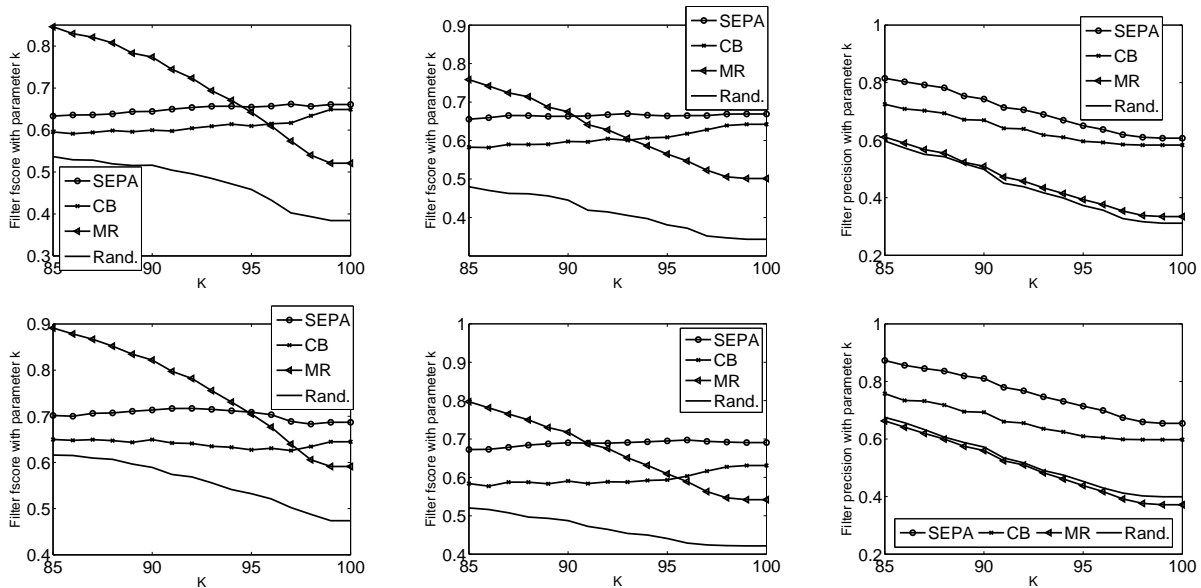 Filter fscore with parameter k
0.8
0.7
0.6
0.5
0.4
0.3
85
90
95
100
K
SEPA
CB
MR
Rand.
Filter fscore with parameter k
0.9
0.8
0.7
0.6
0.5
0.4
85
90
95
100
K
SEPA
CB
MR
Rand.
Filter precision with parameter k
1
0.8
0.6
0.4
0.2
85
90
95
100
K
SEPA
CB
MR
Rand.
Filter fscore with parameter k
0.9
0.8
0.7
0.6
0.5
0.4
85
90
95
100
K
SEPA
CB
MR
Rand.
Filter fscore with parameter k
1
0.9
0.8
0.7
0.6
0.5
0.4
85
90
95
100
K
SEPA
CB
MR
Rand.
Filter precision with parameter k
1
0.8
0.6
0.4
0.2
85
90
95
100
K
SEPA CB MR Rand.